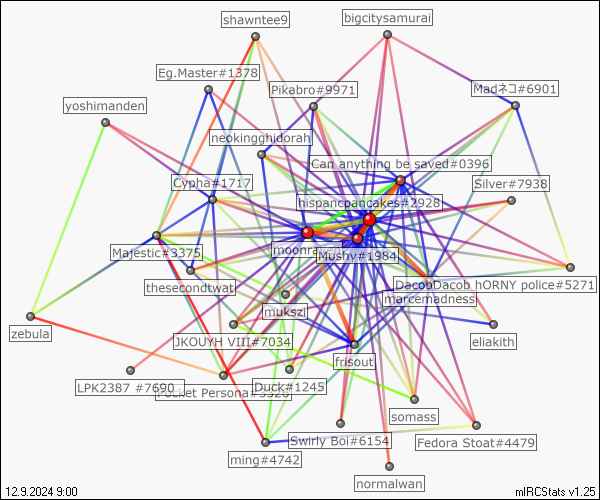 shawntee9
bigcitysamurai
Eg.Master#1378
Pikabro#9971
Madネコ#6901
yoshimanden
neokingghidorah
Can anything be saved#0396
Cypha#1717
Silver#7938
hispancpancakes#2928
moonra
Mushy#1984
Majestic#3375
thesecondtwat
DacobDacob hORNY police#5271
marcemadness
mukszi
zebula
JKOUYH VIII#7034
eliakith
frisout
LPK2387 #7690
Pocket Persona#3326
Duck#1245
somass
Swirly Boi#6154
Fedora Stoat#4479
ming#4742
normalwan
12.9.2024 9:00
mIRCStats v1.25